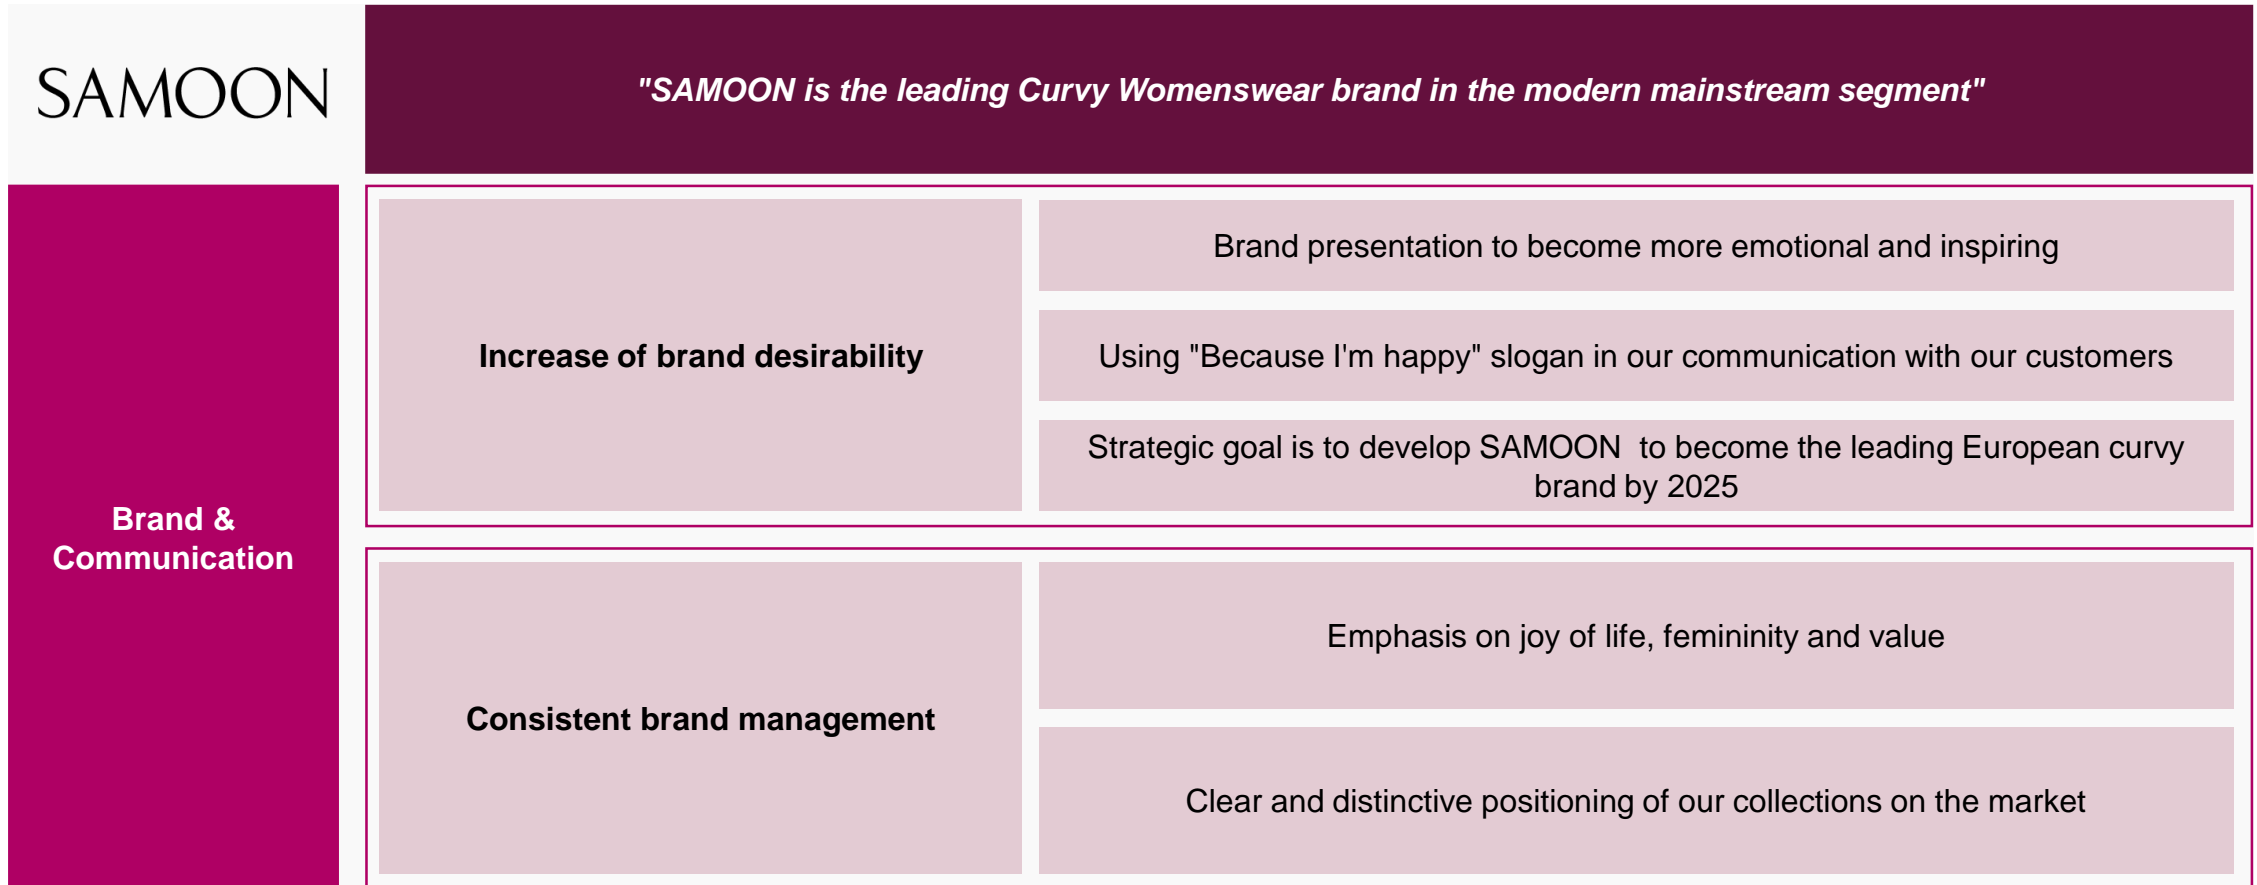 SAMOON
"SAMOON is the leading Curvy Womenswear brand in the modern mainstream segment"
Brand &
Communication
Increase of brand desirability
Brand presentation to become more emotional and inspiring
Using "Because I'm happy" slogan in our communication with our customers
Strategic goal is to develop SAMOON  to become the leading European curvy
brand by 2025
Consistent brand management
Emphasis on joy of life, femininity and value
Clear and distinctive positioning of our collections on the market